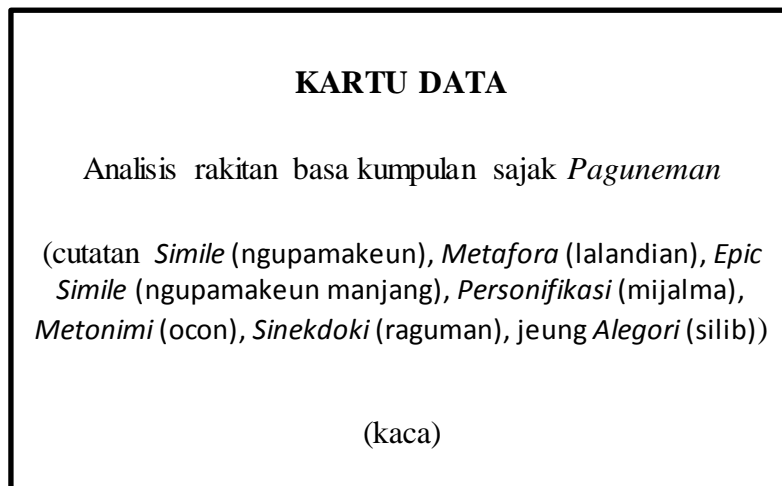 KARTU DATA
Analisis rakitan basa kumpulan sajak Paguneman
(cutatan Simile (ngupamakeun), Metafora (lalandian), Epic
Simile (ngupamakeun manjang), Personifikasi (mijalma),
Metonimi (ocon), Sinekdoki (raguman), jeung Alegori (silib))
(kaca)